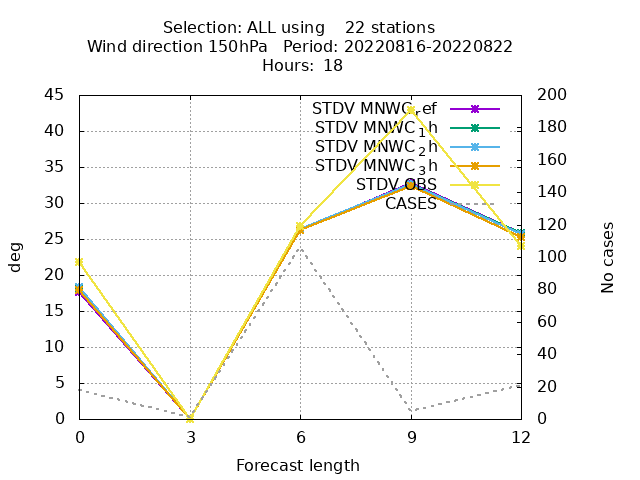 Selection: ALL using 22 stations
Wind direction 150hPa Period: 20220816-20220822
Hours: 18
STDV MNWC_ref
STDV MNWC_1h
STDV MNWC_2h
STDV MNWC_3h
STDV OBS
CASES
45
40
35
30
25
20
15
10
5
0
deg
200
180
160
140
120
100
80
60
40
20
0
No cases
0 3 6 9 12
Forecast length